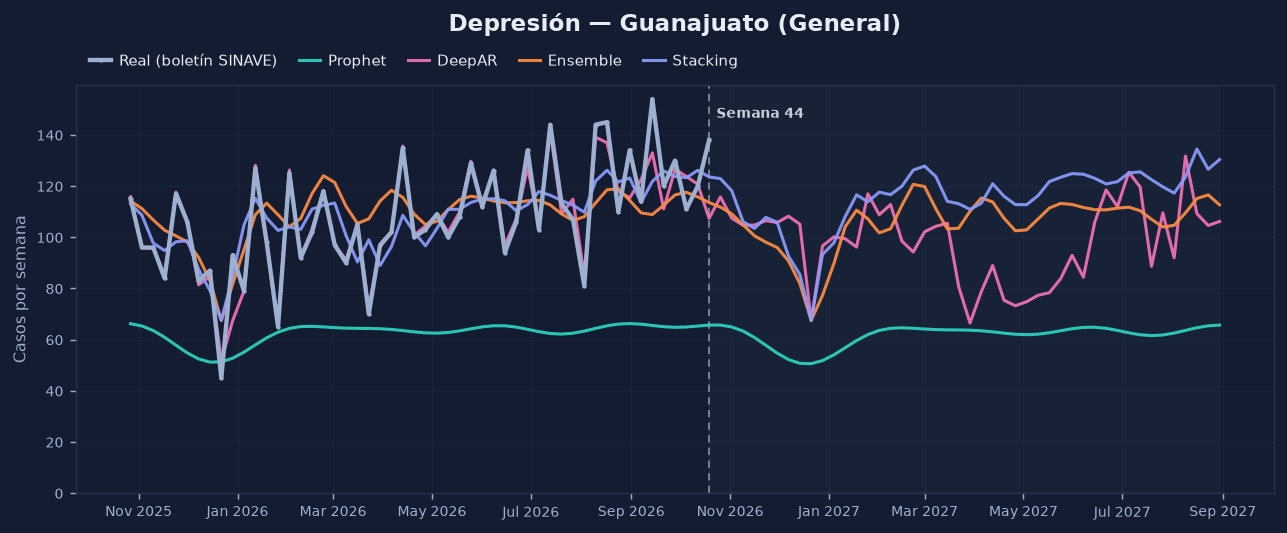 Depresión — Guanajuato (General)
Real (boletín SINAVE) Prophet DeepAR Ensemble Stacking
Semana 44
Casos por semana
140
120
100
80
60
40
20
0
Nov 2025 Jan 2026 Mar 2026 May 2026 Jul 2026 Sep 2026 Nov 2026 Jan 2027 Mar 2027 May 2027 Jul 2027 Sep 2027